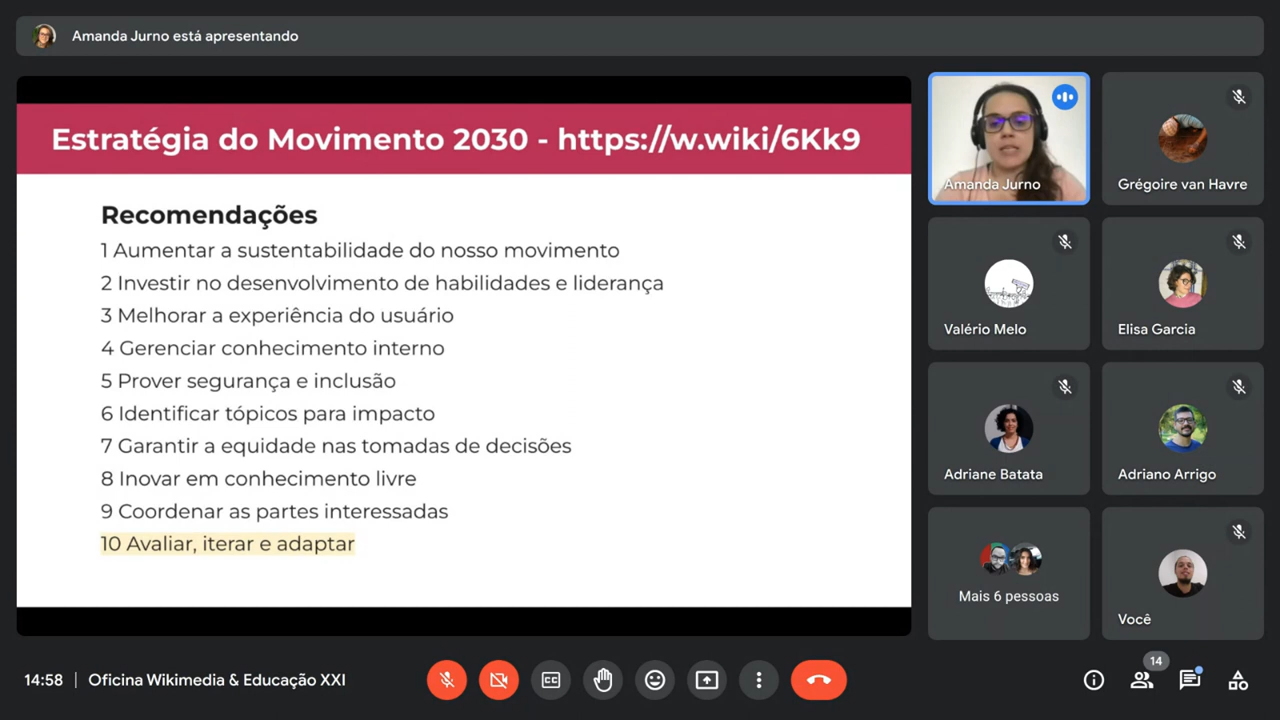 Amanda Jurno está apresentando
Estratégia do Movimento 2030 - https://w.wiki/6Kk9
Recomendações
1 Aumentar a sustentabilidade do nosso movimento
2 Investir no desenvolvimento de habilidades e liderança
3 Melhorar a experiência do usuário
4 Gerenciar conhecimento interno
5 Prover segurança e inclusão
6 Identificar tópicos para impacto
7 Garantir a equidade nas tomadas de decisões
8 Inovar em conhecimento livre
9 Coordenar as partes interessadas
10 Avaliar, iterar e adaptar
Amanda Jurno
Grégoire van Havre
Valério Melo
Elisa Garcia
Adriane Batata
Adriano Arrigo
Mais 6 pessoas
Você
14:58 | Oficina Wikimedia & Educação XXI
CC
14